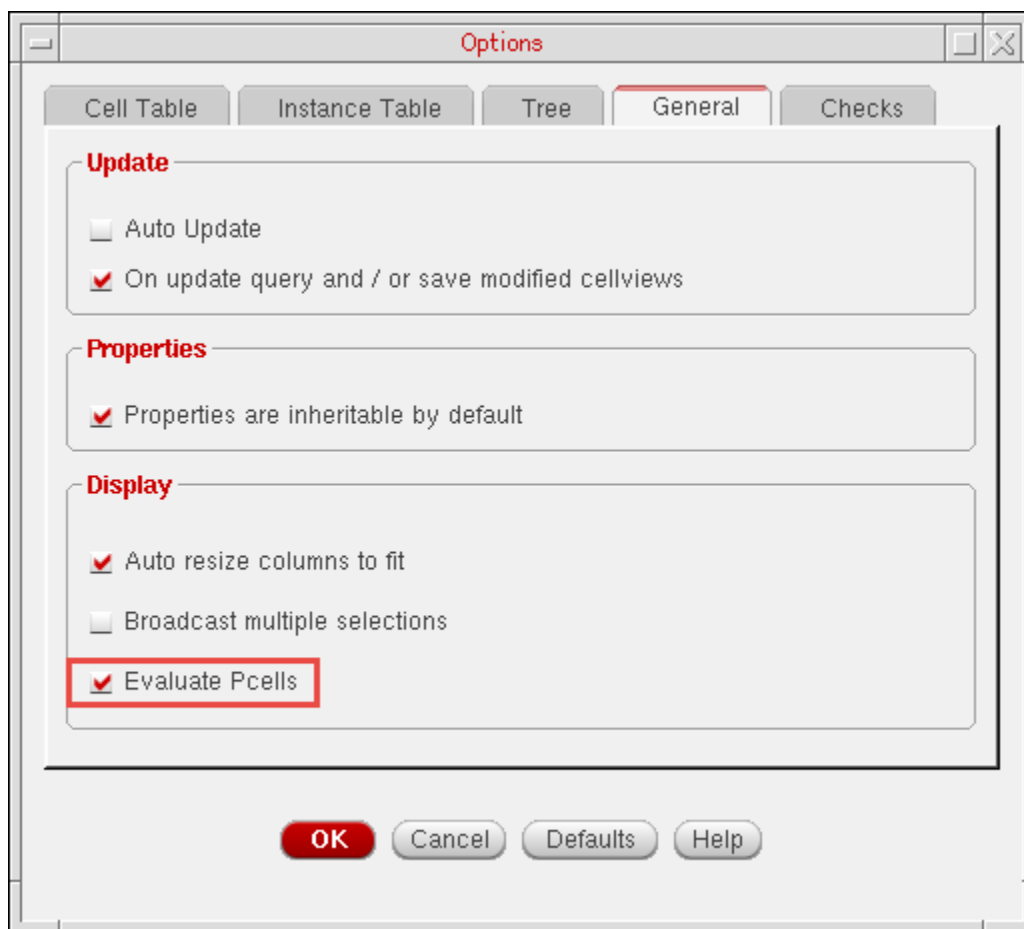 Options
Cell Table
Instance Table
Tree
General
Checks
Update
Auto Update
On update query and / or save modified cellviews
Properties
Properties are inheritable by default
Display
Auto resize columns to fit
Broadcast multiple selections
Evaluate Pcells
OK
Cancel
Defaults
Help